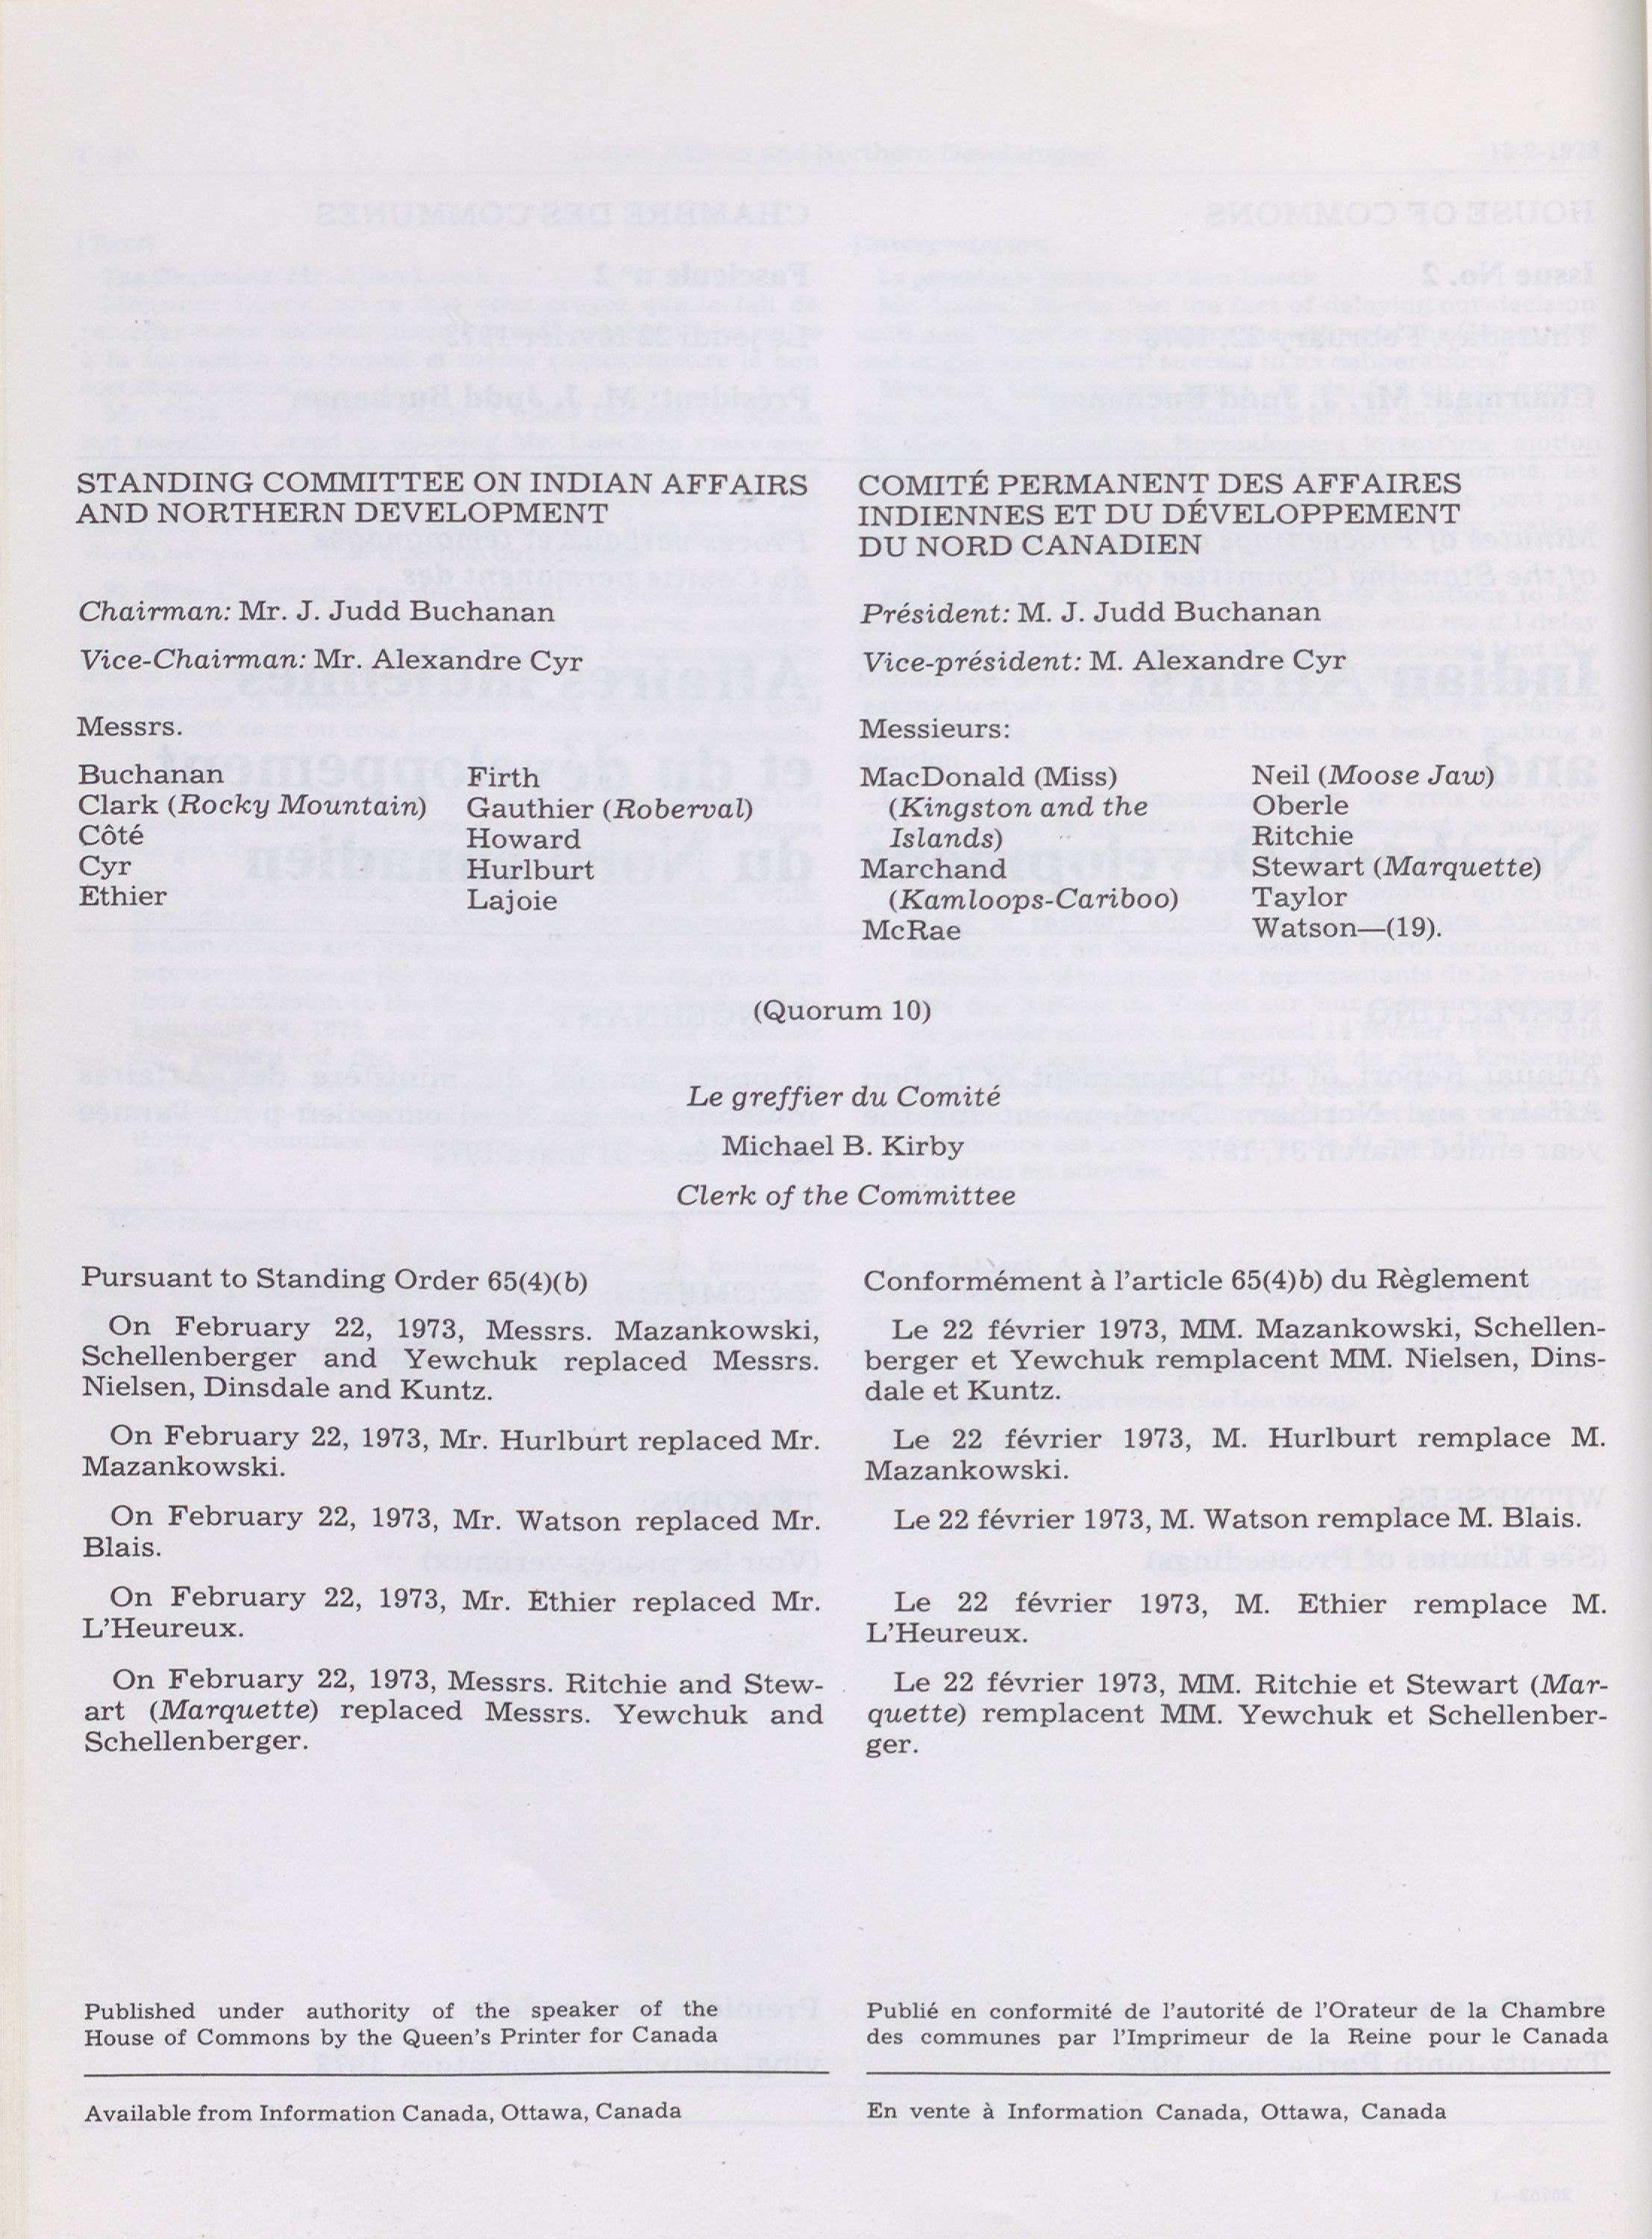 STANDING COMMITTEE ON INDIAN AFFAIRS
AND NORTHERN DEVELOPMENT
Chairman: Mr. J. Judd Buchanan
Vice-Chairman: Mr. Alexandre Cyr
Messrs.
Buchanan
Clark (Rocky Mountain)
Côté
Cyr
Ethier
Firth
Gauthier (Roberval)
Howard
Hurlburt
Lajoie
COMITÉ PERMANENT DES AFFAIRES
INDIENNES ET DU DÉVELOPPEMENT
DU NORD CANADIEN
Président: M. J. Judd Buchanan
Vice-président: M. Alexandre Cyr
Messieurs:
MacDonald (Miss)
(Kingston and the
Islands)
Marchand
(Kamloops-Cariboo)
McRae
Neil (Moose Jaw)
Oberle
Ritchie
Stewart (Marquette)
Taylor
Watson—(19).
(Quorum 10)
Le greffier du Comité
Michael B. Kirby
Clerk of the Committee
Pursuant to Standing Order 65(4)(b)
On February 22, 1973, Messrs. Mazankowski,
Schellenberger and Yewchuk replaced Messrs.
Nielsen, Dinsdale and Kuntz.
On February 22, 1973, Mr. Hurlburt replaced Mr.
Mazankowski.
On February 22, 1973, Mr. Watson replaced Mr.
Blais.
On February 22, 1973, Mr. Ethier replaced Mr.
L'Heureux.
On February 22, 1973, Messrs. Ritchie and Stew-
art (Marquette) replaced Messrs. Yewchuk and
Schellenberger.
Conformément à l'article 65(4)b) du Règlement
Le 22 février 1973, MM. Mazankowski, Schellen-
berger et Yewchuk remplacent MM. Nielsen, Dins-
dale et Kuntz.
Le 22 février 1973, M. Hurlburt remplace M.
Mazankowski.
Le 22 février 1973, M. Watson remplace M. Blais.
Le 22 février 1973, M. Ethier remplace M.
L'Heureux.
Le 22 février 1973, MM. Ritchie et Stewart (Mar-
quette) remplacent MM. Yewchuk et Schellenber-
ger.
Published under authority of the speaker of the
House of Commons by the Queen's Printer for Canada
Available from Information Canada, Ottawa, Canada
Publié en conformité de l'autorité de l'Orateur de la Chambre
des communes par l'Imprimeur de la Reine pour le Canada
En vente à Information Canada, Ottawa, Canada